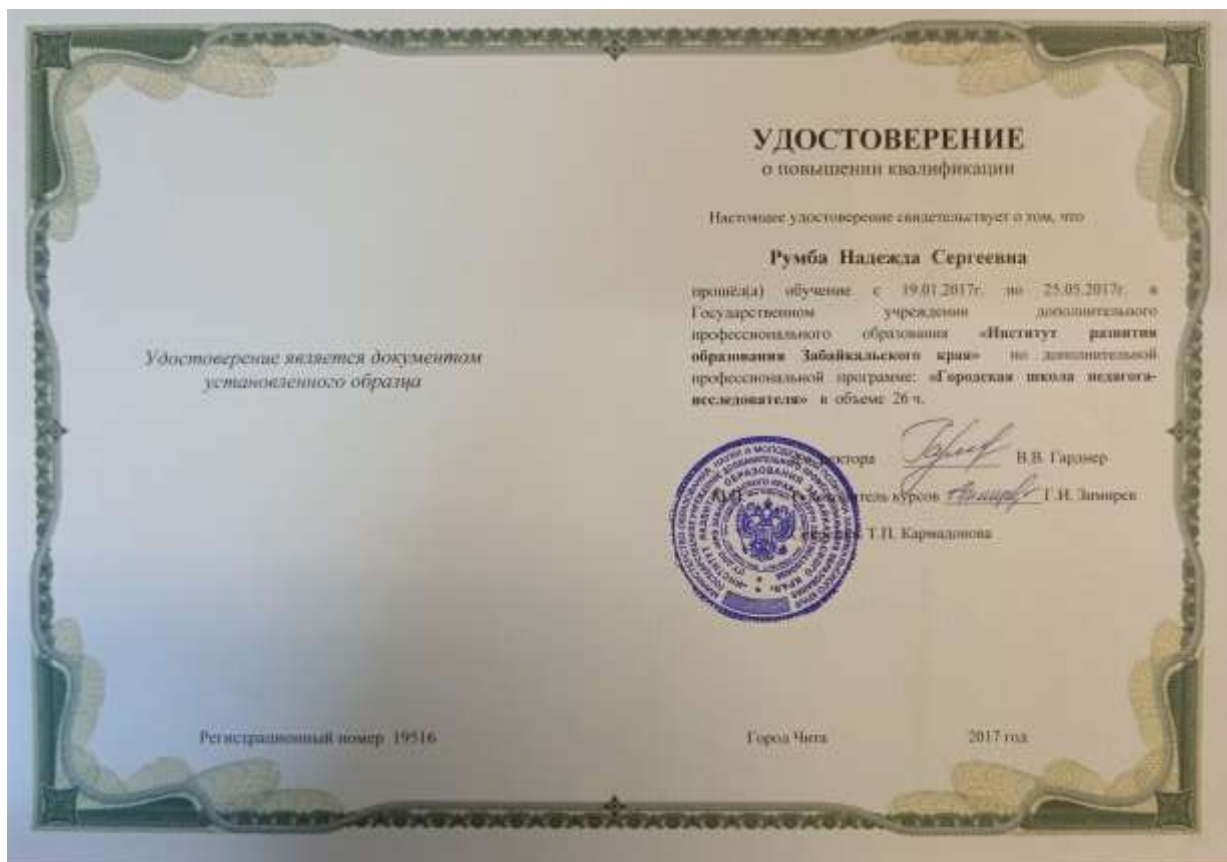 Удостоверение является документом
установленного образца
Регистрационный номер 19516
УДОСТОВЕРЕНИЕ
о повышении квалификации
Настоящее удостоверение свидетельствует о том, что
Румба Надежда Сергеевна
прошёл(а) обучение с 19.01.2017г. по 25.05.2017г. в
Государственном учреждении дополнительного
профессионального образования «Институт развития
образования Забайкальского края» по дополнительной
профессиональной программе: «Городская школа педагога-
исследователя» в объеме 26 ч.
В.В. Гарднер
курсов Г.И. Зимирев
Т.П. Кармадонова
Город Чита 2017 год